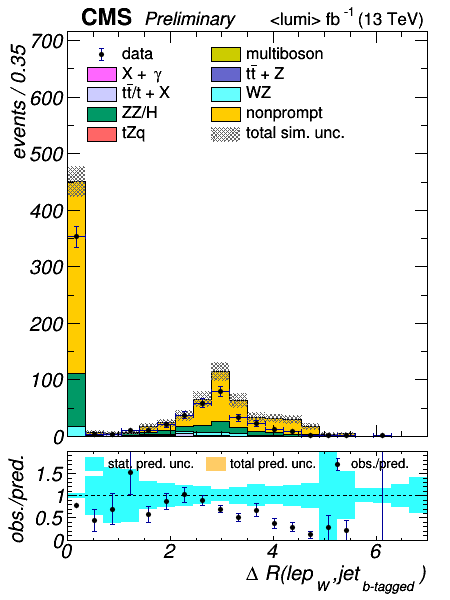 CMS Preliminary <lumi> fb⁻¹ (13 TeV)
events / 0.35
700
600
500
400
300
200
100
0
data
X + γ
tt̄/t + X
ZZ/H
tZq
multiboson
tt̄ + Z
WZ
nonprompt
total sim. unc.
obs./pred.
1.5
1
0.5
0
stat. pred. unc.
total pred. unc.
obs./pred.
0 2 4 6
Δ R(lep_W,jet_b-tagged)